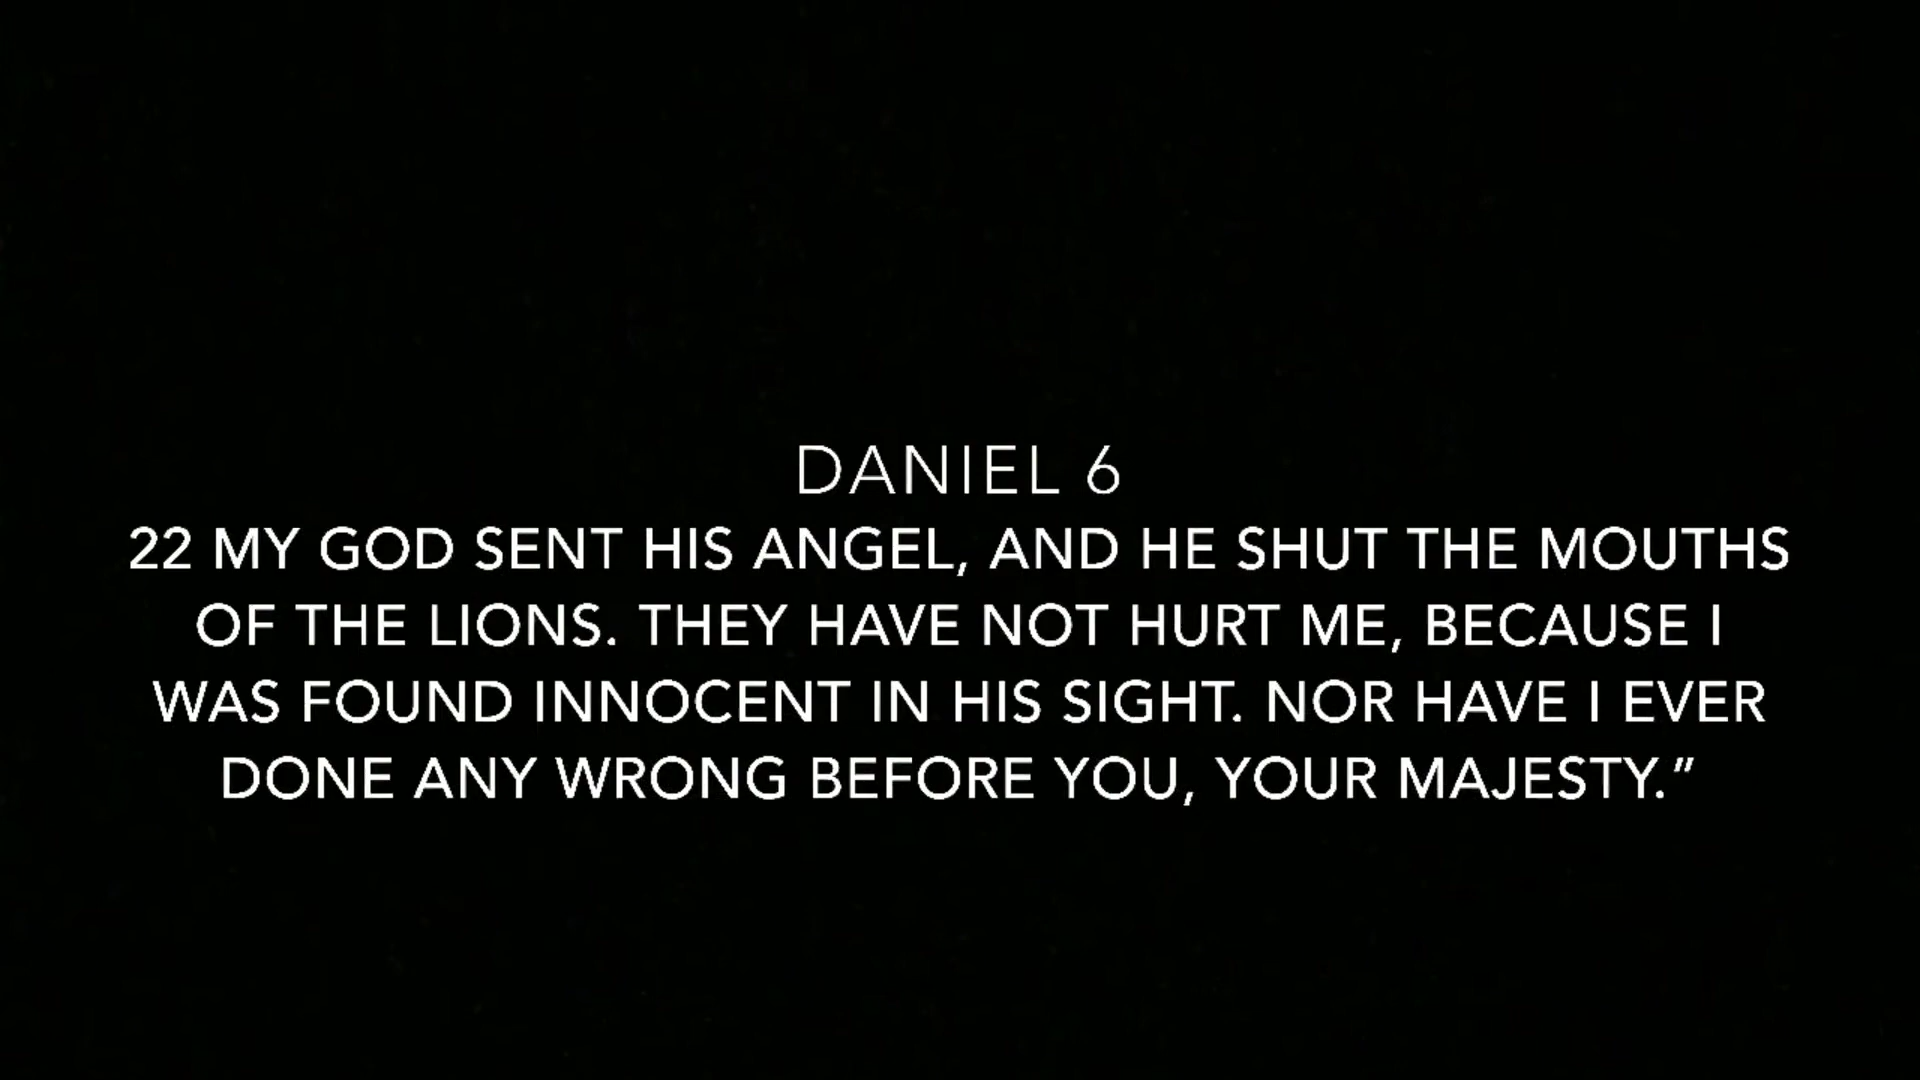 DANIEL 6
22 MY GOD SENT HIS ANGEL, AND HE SHUT THE MOUTHS
OF THE LIONS. THEY HAVE NOT HURT ME, BECAUSE I
WAS FOUND INNOCENT IN HIS SIGHT. NOR HAVE I EVER
DONE ANY WRONG BEFORE YOU, YOUR MAJESTY.”